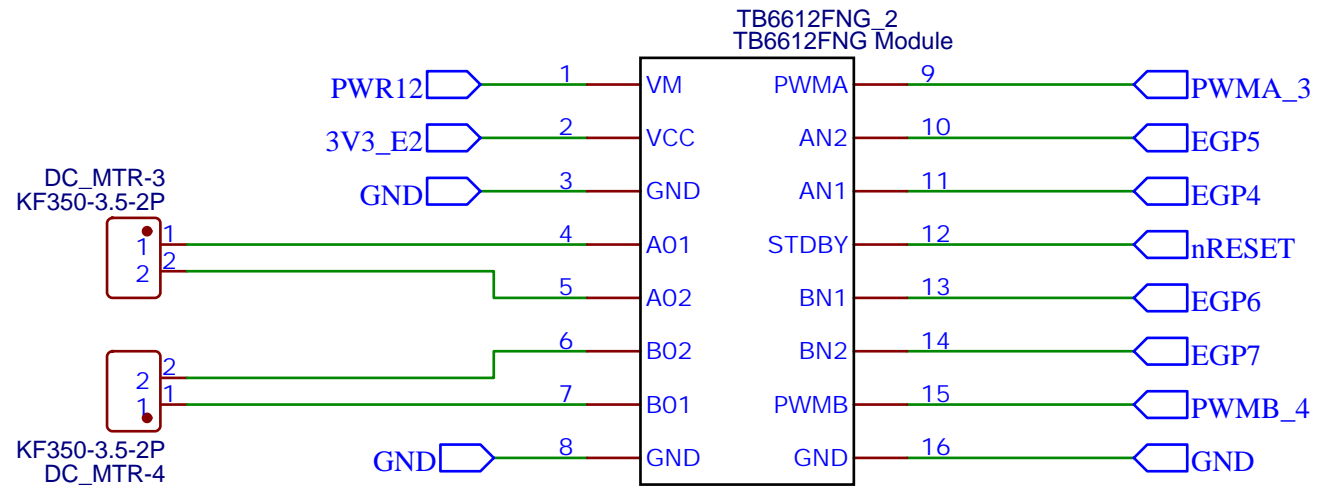 TB6612FNG_2
TB6612FNG Module
PWR12 1 VM PWMA 9 PWMA_3
3V3_E2 2 VCC AN2 10 EGP5
GND 3 GND AN1 11 EGP4
DC_MTR-3
KF350-3.5-2P
1 1 4 A01 STDBY 12 nRESET
2 2 5 A02 BN1 13 EGP6
6 B02 BN2 14 EGP7
2 2
1 1 7 B01 PWMB 15 PWMB_4
KF350-3.5-2P
DC_MTR-4
GND 8 GND GND 16 GND